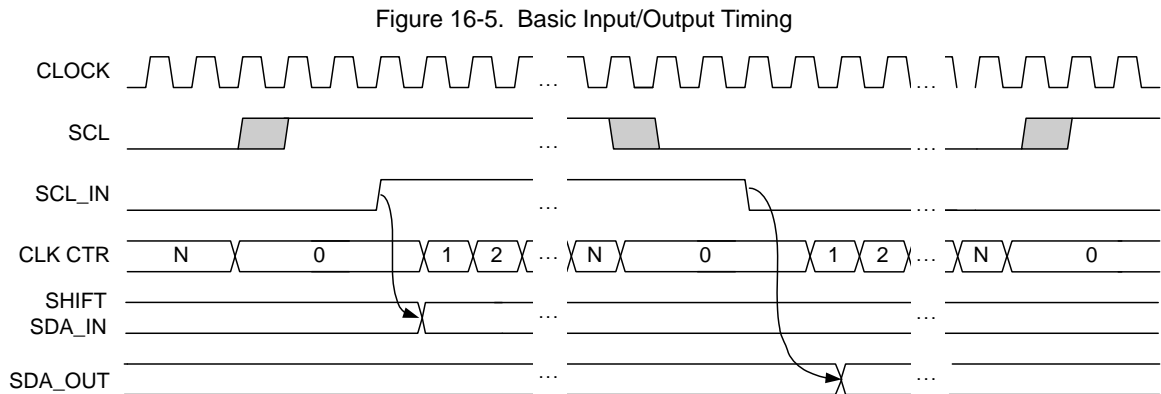 Figure 16-5. Basic Input/Output Timing
CLOCK ... ...
SCL ... ...
SCL_IN ... ...
CLK CTR N 0 1 2 ... N 0 1 2 ... N 0
SHIFT
SDA_IN ... ...
SDA_OUT ... ...